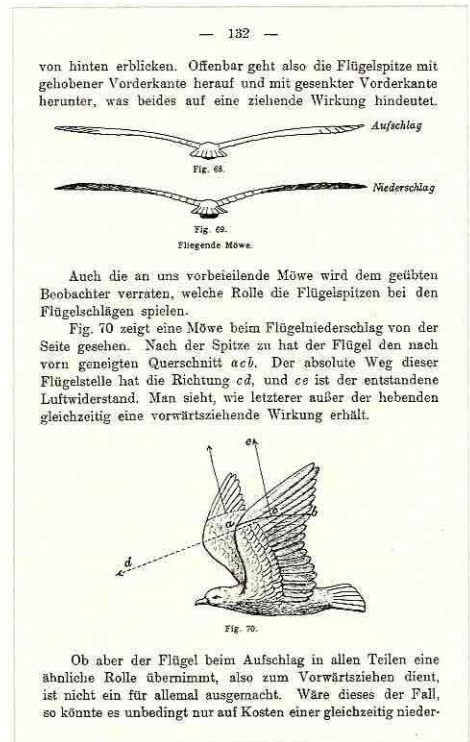 — 132 —
von hinten erblicken. Offenbar geht also die Flügelspitze mit
gehobener Vorderkante herauf und mit gesenkter Vorderkante
herunter, was beides auf eine ziehende Wirkung hindeutet.
Aufschlag
Fig. 68.
Niederschlag
Fig. 69.
Fliegende Möwe.
Auch die an uns vorbeieilende Möwe wird dem geübten
Beobachter verraten, welche Rolle die Flügelspitzen bei den
Flügelschlägen spielen.
Fig. 70 zeigt eine Möwe beim Flügelniederschlag von der
Seite gesehen. Nach der Spitze zu hat der Flügel den nach
vorn geneigten Querschnitt acb. Der absolute Weg dieser
Flügelstelle hat die Richtung cd, und ce ist der entstandene
Luftwiderstand. Man sieht, wie letzterer außer der hebenden
gleichzeitig eine vorwärtsziehende Wirkung erhält.
e
a c b
d
Fig. 70.
Ob aber der Flügel beim Aufschlag in allen Teilen eine
ähnliche Rolle übernimmt, also zum Vorwärtsziehen dient,
ist nicht ein für allemal ausgemacht. Wäre dieses der Fall,
so könnte es unbedingt nur auf Kosten einer gleichzeitig nieder-